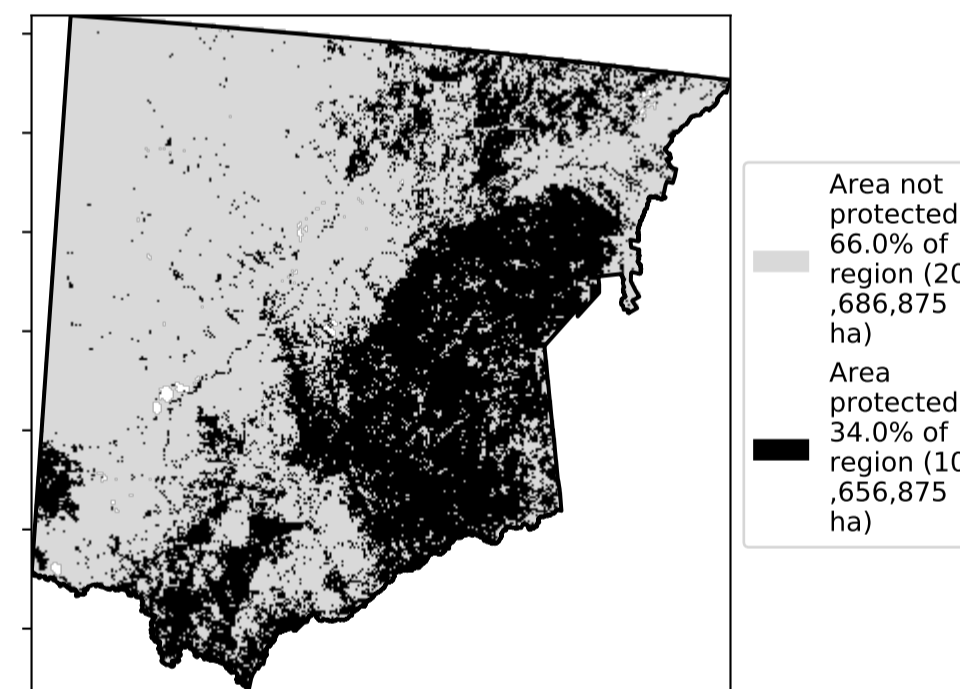 Area not
protected
66.0% of
region (20
,686,875
ha)
Area
protected
34.0% of
region (10
,656,875
ha)